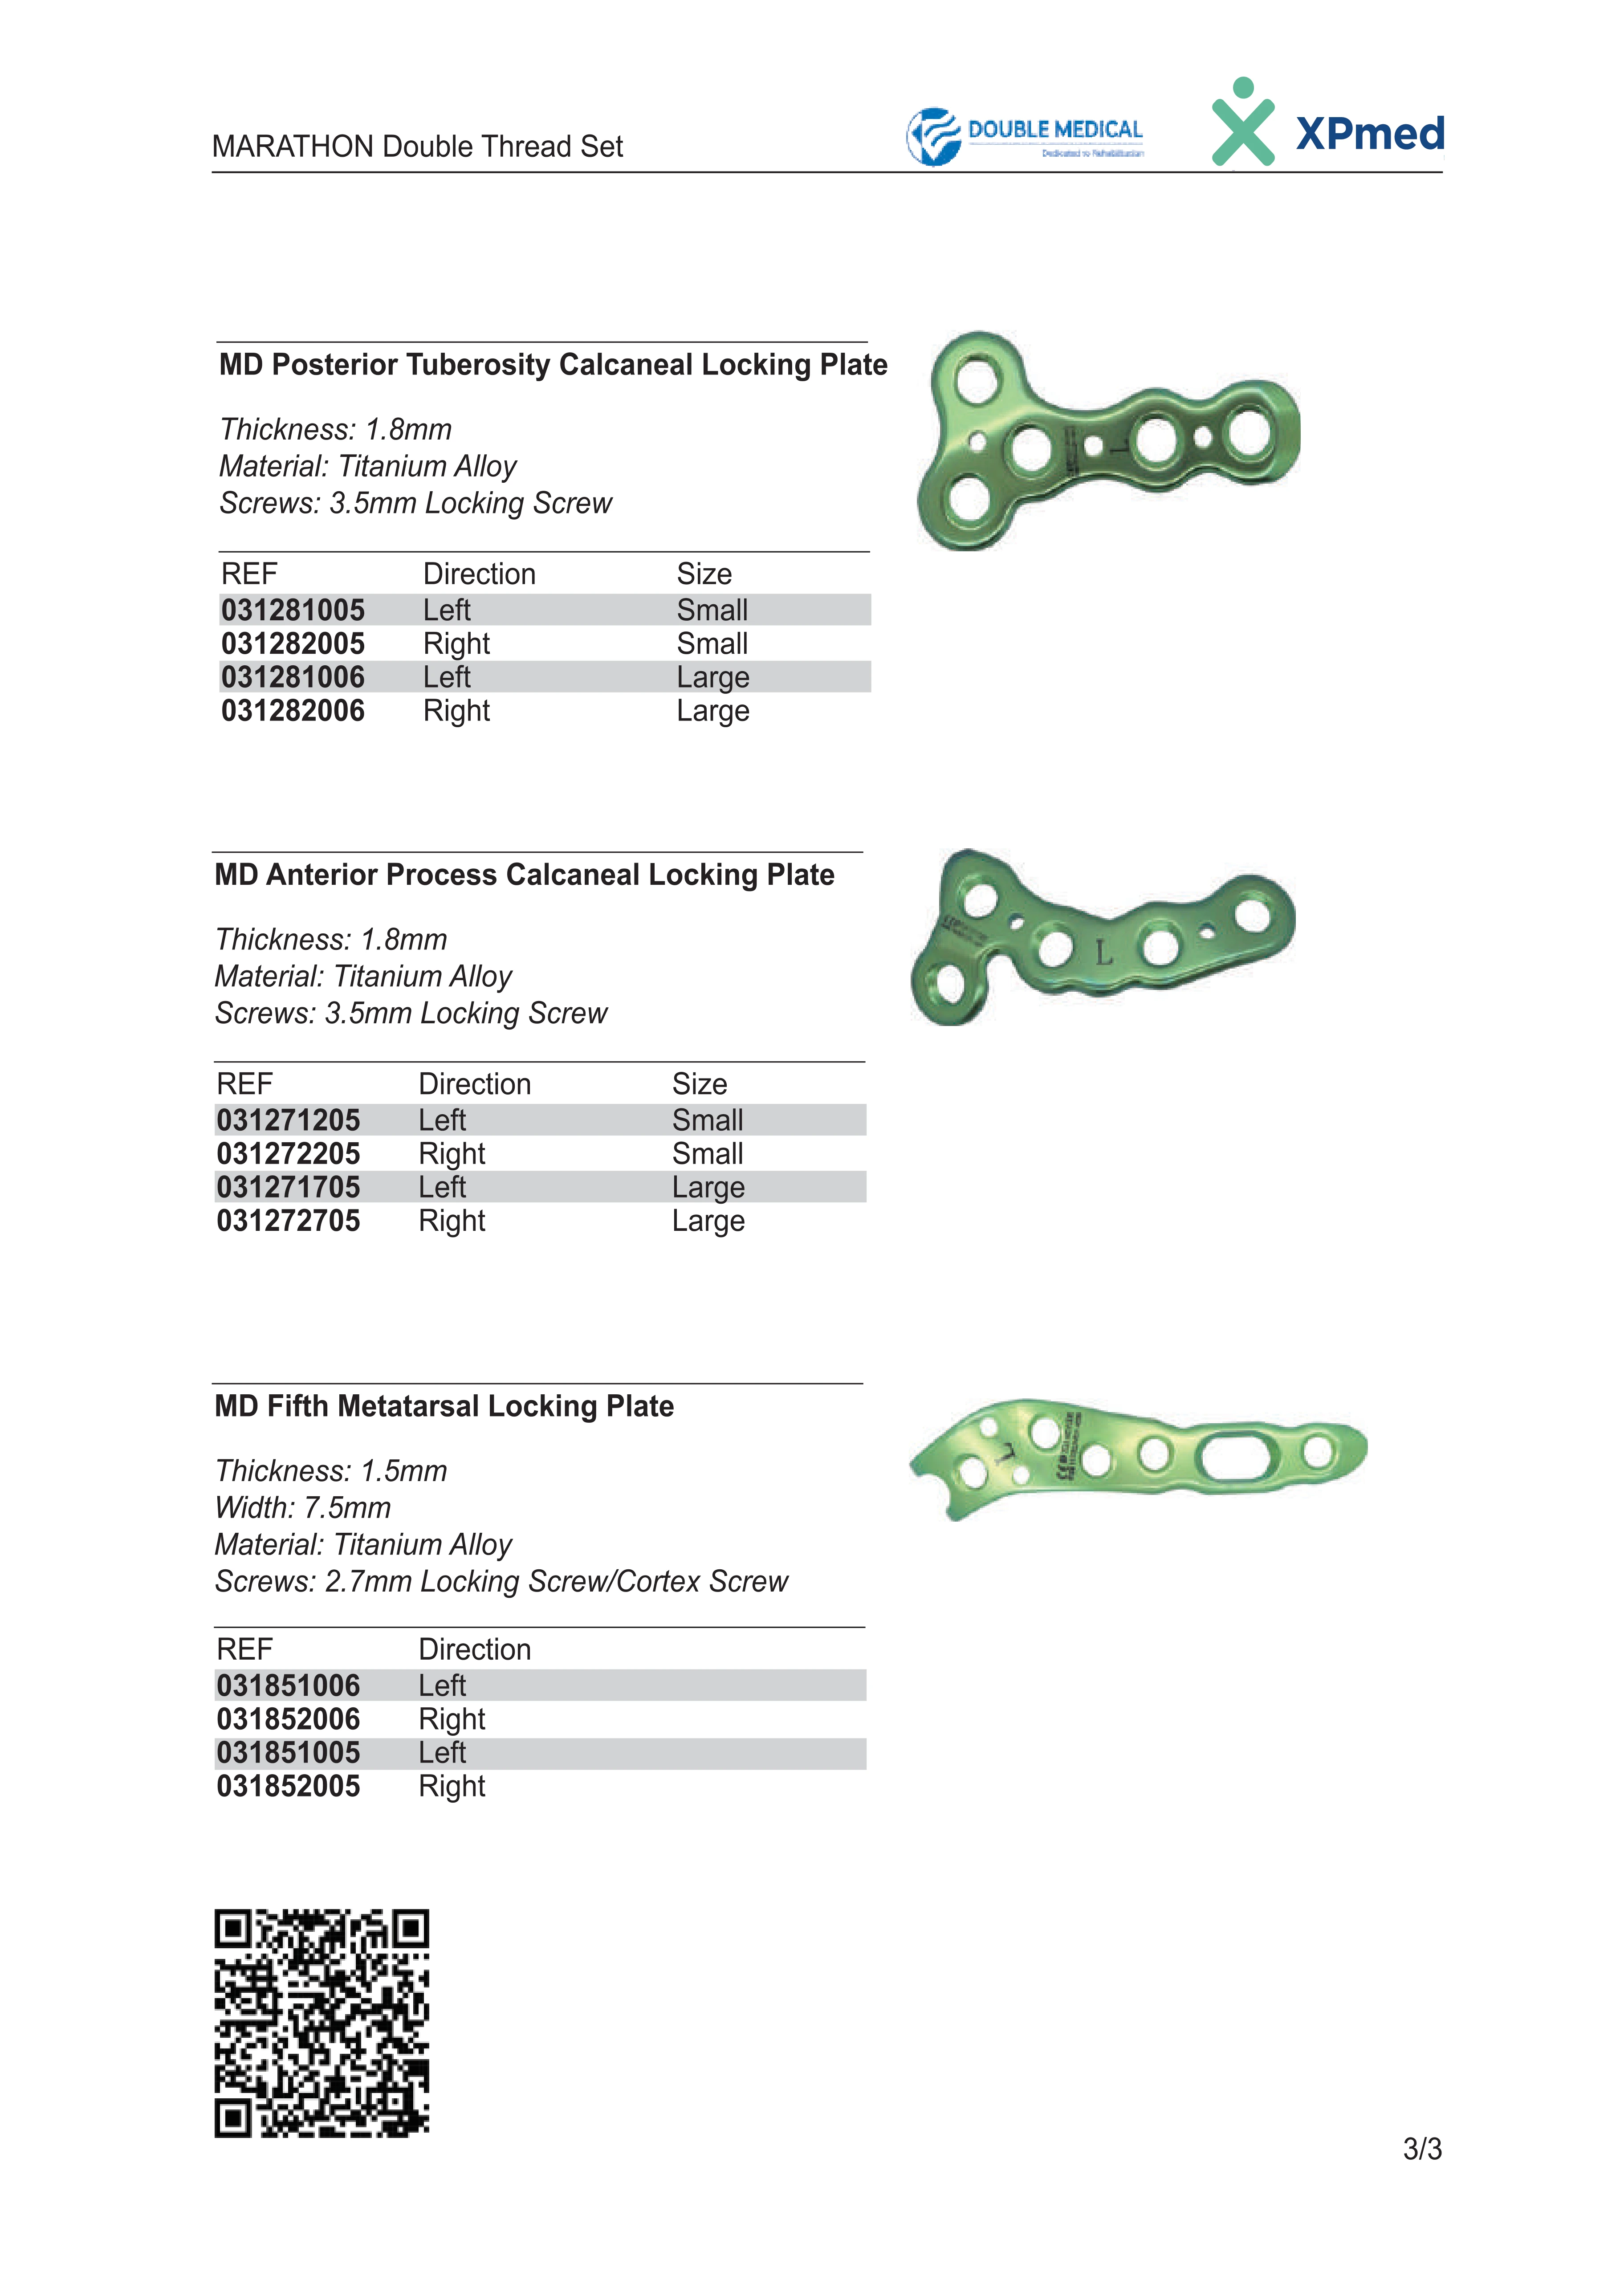 MARATHON Double Thread Set
DOUBLE MEDICAL
Dedicated to Rehabilitation
XPmed
MD Posterior Tuberosity Calcaneal Locking Plate
Thickness: 1.8mm
Material: Titanium Alloy
Screws: 3.5mm Locking Screw
REF Direction Size
031281005 Left Small
031282005 Right Small
031281006 Left Large
031282006 Right Large
L
MD Anterior Process Calcaneal Locking Plate
Thickness: 1.8mm
Material: Titanium Alloy
Screws: 3.5mm Locking Screw
REF Direction Size
031271205 Left Small
031272205 Right Small
031271705 Left Large
031272705 Right Large
L
MD Fifth Metatarsal Locking Plate
Thickness: 1.5mm
Width: 7.5mm
Material: Titanium Alloy
Screws: 2.7mm Locking Screw/Cortex Screw
REF Direction
031851006 Left
031852006 Right
031851005 Left
031852005 Right
L
3/3